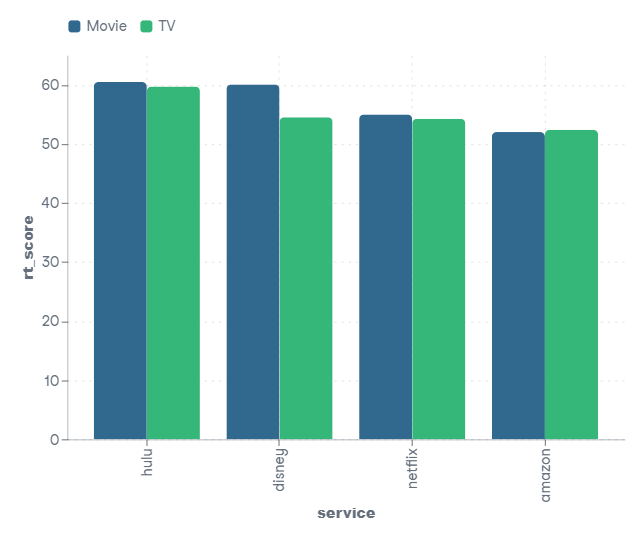 Movie TV
60
50
40
30
20
10
0
rt_score
hulu
disney
netflix
amazon
service